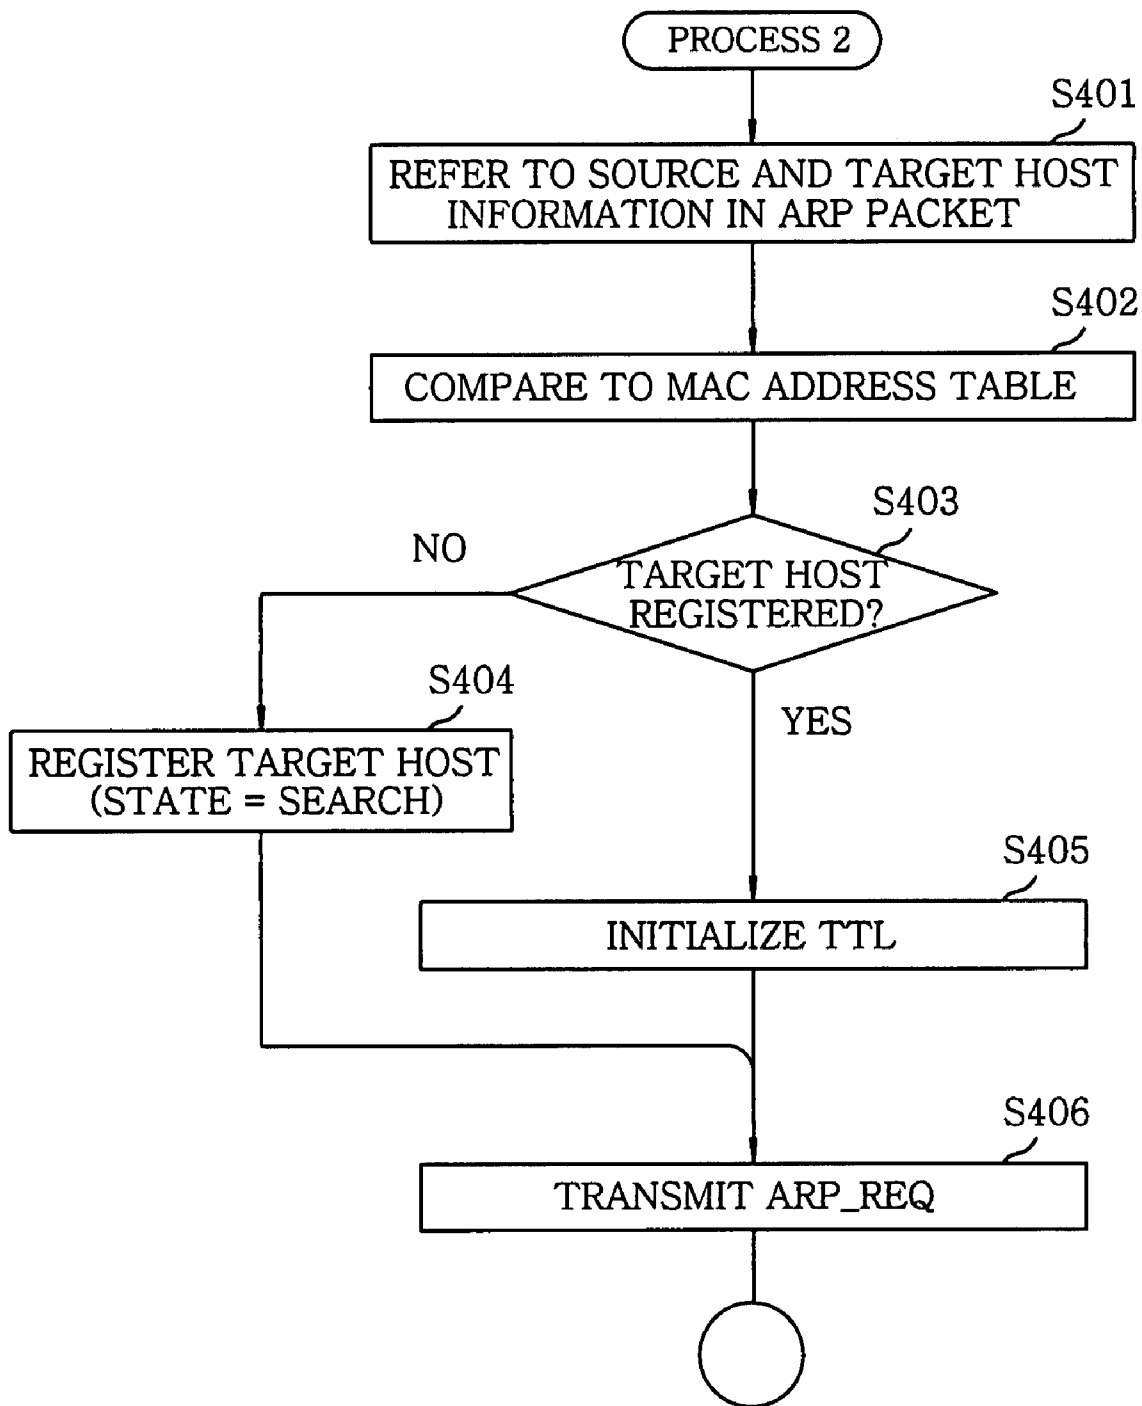 PROCESS 2
S401
REFER TO SOURCE AND TARGET HOST
INFORMATION IN ARP PACKET
S402
COMPARE TO MAC ADDRESS TABLE
S403
NO
TARGET HOST
REGISTERED?
S404
YES
REGISTER TARGET HOST
(STATE = SEARCH)
S405
INITIALIZE TTL
S406
TRANSMIT ARP_REQ